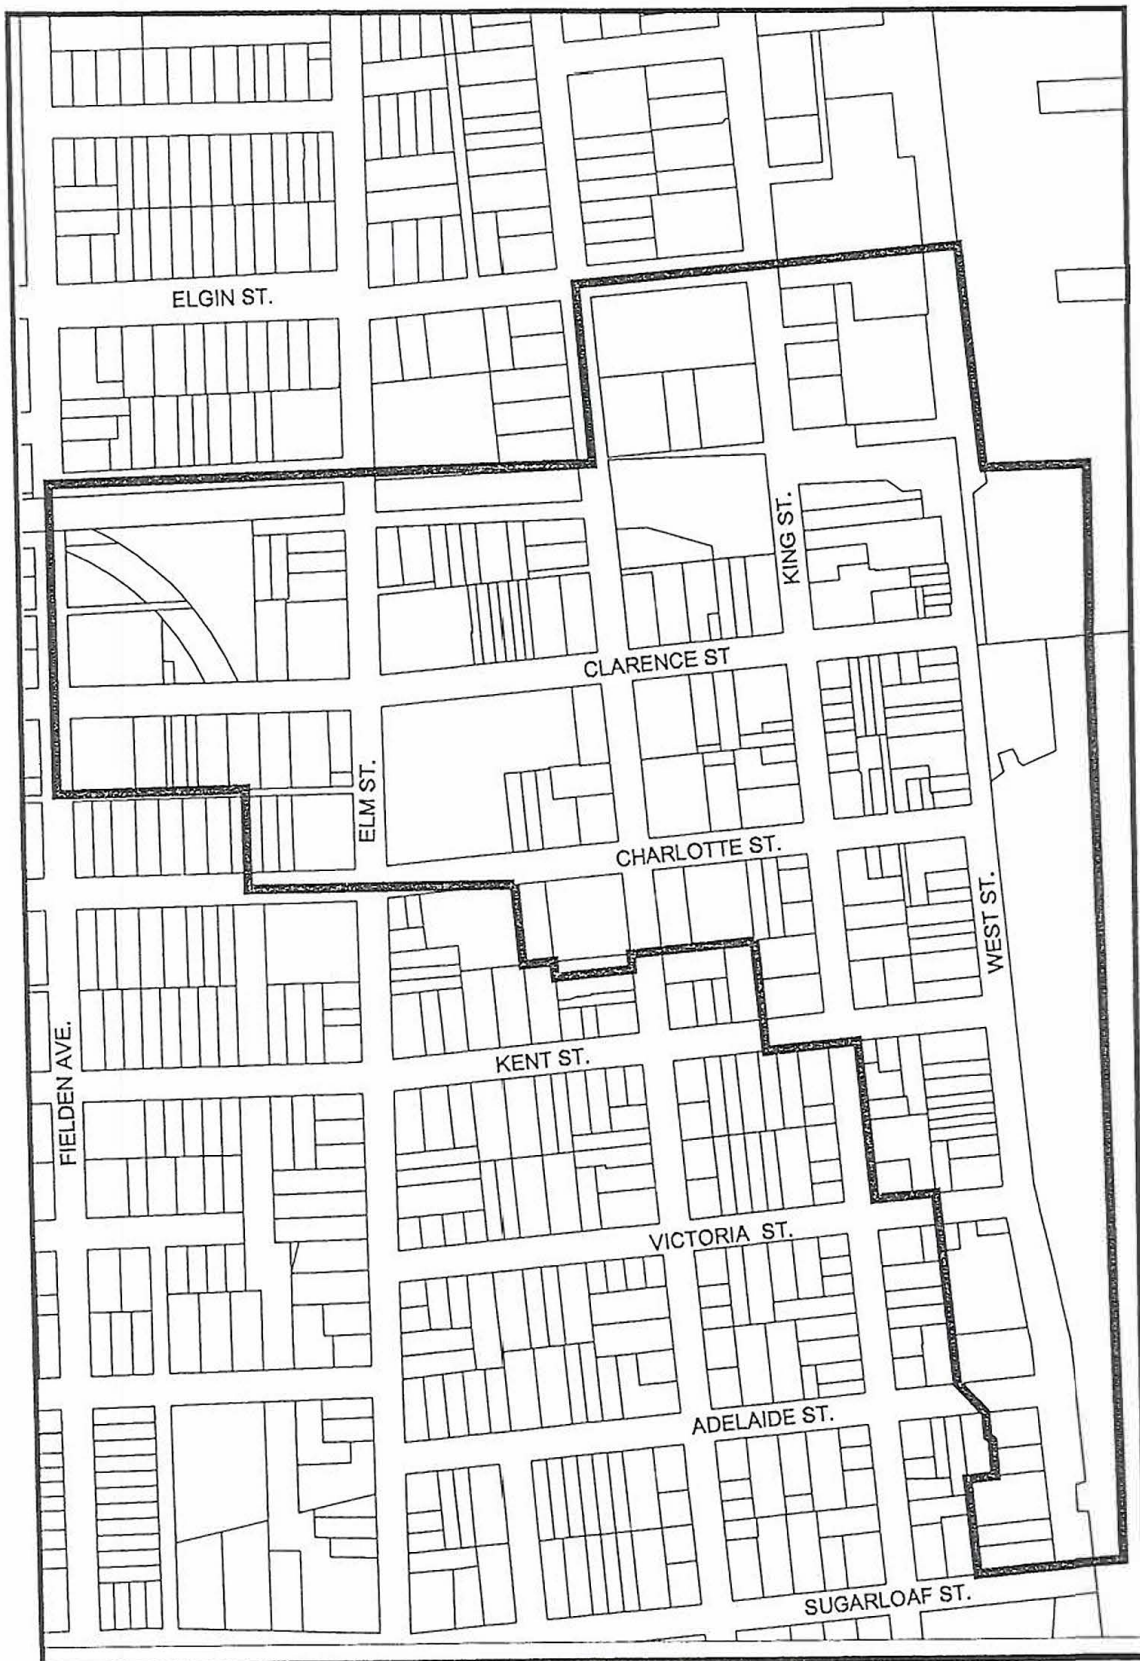 ELGIN ST.
KING ST.
CLARENCE ST
ELM ST.
CHARLOTTE ST.
WEST ST.
FIELDEN AVE.
KENT ST.
VICTORIA ST.
ADELAIDE ST.
SUGARLOAF ST.